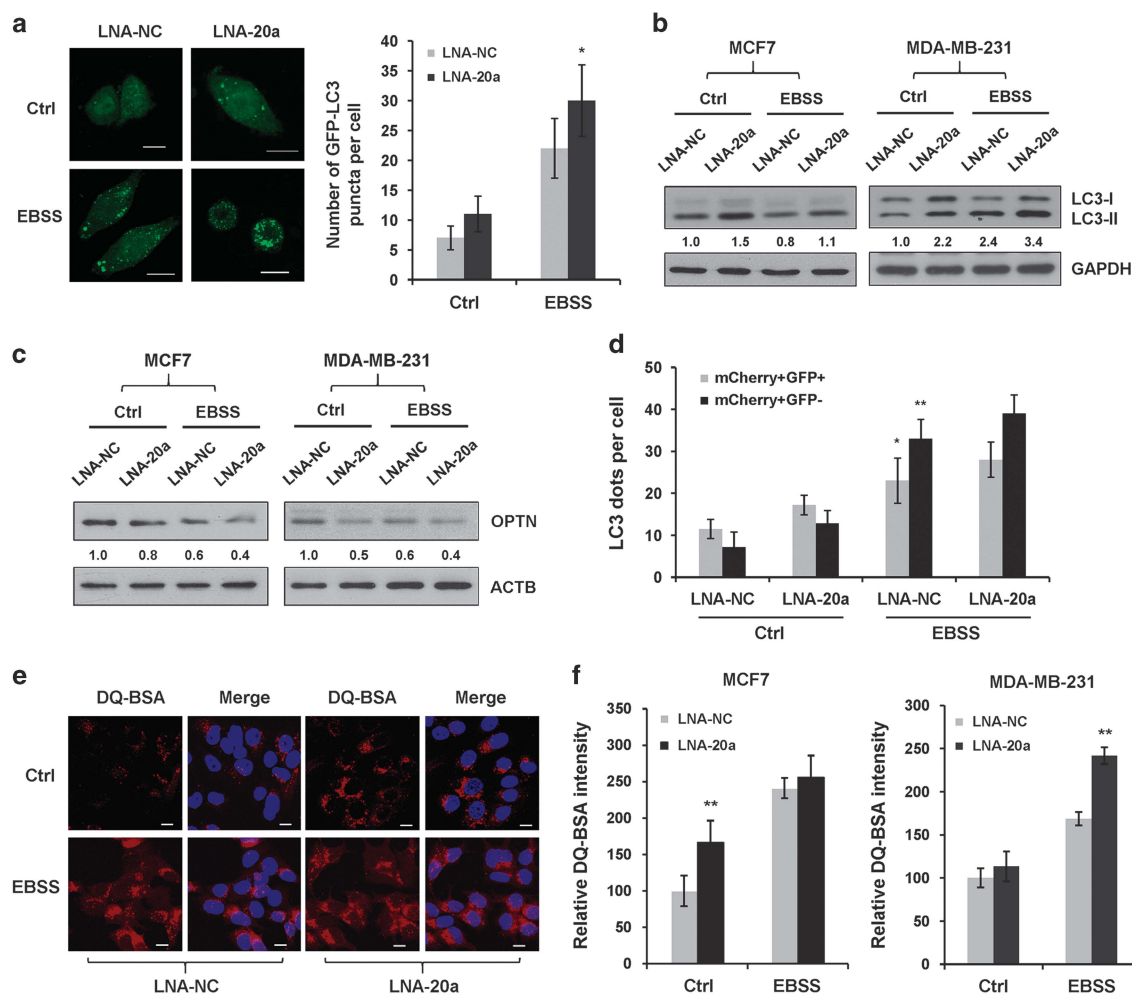 a
LNA-NC LNA-20a
Ctrl
EBSS
Number of GFP-LC3
puncta per cell
40
35
30
25
20
15
10
5
0
LNA-NC
LNA-20a
*
Ctrl EBSS
b
MCF7 MDA-MB-231
Ctrl EBSS Ctrl EBSS
LNA-NC LNA-20a LNA-NC LNA-20a LNA-NC LNA-20a LNA-NC LNA-20a
LC3-I
LC3-II
1.0 1.5 0.8 1.1 1.0 2.2 2.4 3.4
GAPDH
c
MCF7 MDA-MB-231
Ctrl EBSS Ctrl EBSS
LNA-NC LNA-20a LNA-NC LNA-20a LNA-NC LNA-20a LNA-NC LNA-20a
OPTN
1.0 0.8 0.6 0.4 1.0 0.5 0.6 0.4
ACTB
d
LC3 dots per cell
50
40
30
20
10
0
mCherry+GFP+
mCherry+GFP-
* **
LNA-NC LNA-20a LNA-NC LNA-20a
Ctrl EBSS
e
DQ-BSA Merge DQ-BSA Merge
Ctrl
EBSS
LNA-NC LNA-20a
f
MCF7
Relative DQ-BSA intensity
350
300
250
200
150
100
50
0
LNA-NC
LNA-20a
**
Ctrl EBSS
MDA-MB-231
Relative DQ-BSA intensity
300
250
200
150
100
50
0
LNA-NC
LNA-20a
**
Ctrl EBSS